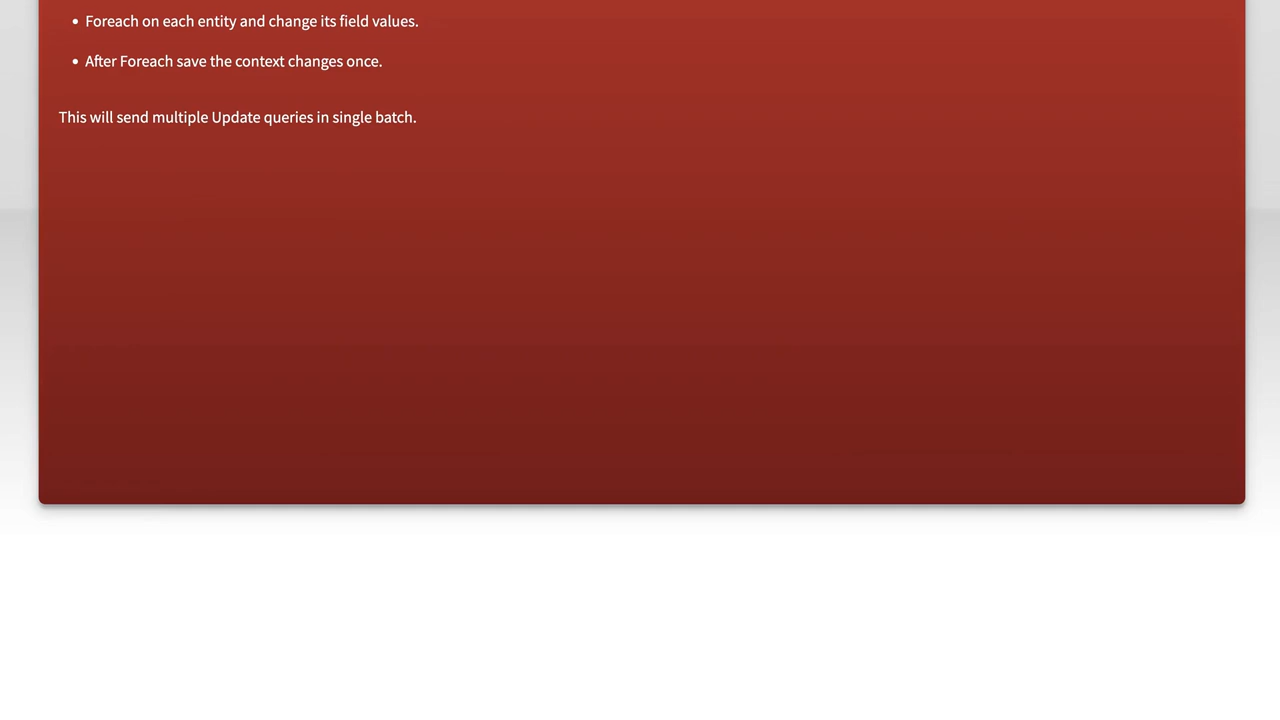 • Foreach on each entity and change its field values.
• After Foreach save the context changes once.
This will send multiple Update queries in single batch.